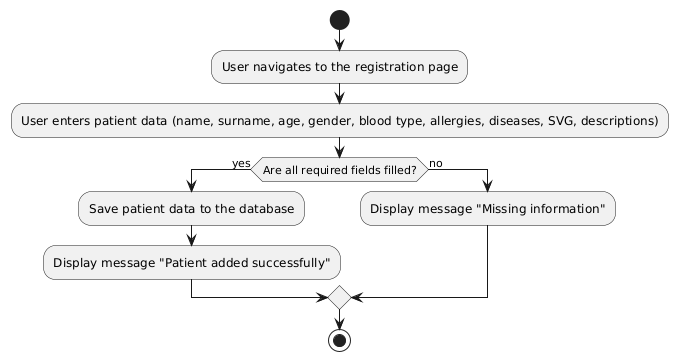 User navigates to the registration page
User enters patient data (name, surname, age, gender, blood type, allergies, diseases, SVG, descriptions)
Are all required fields filled?
yes
no
Save patient data to the database
Display message "Missing information"
Display message "Patient added successfully"